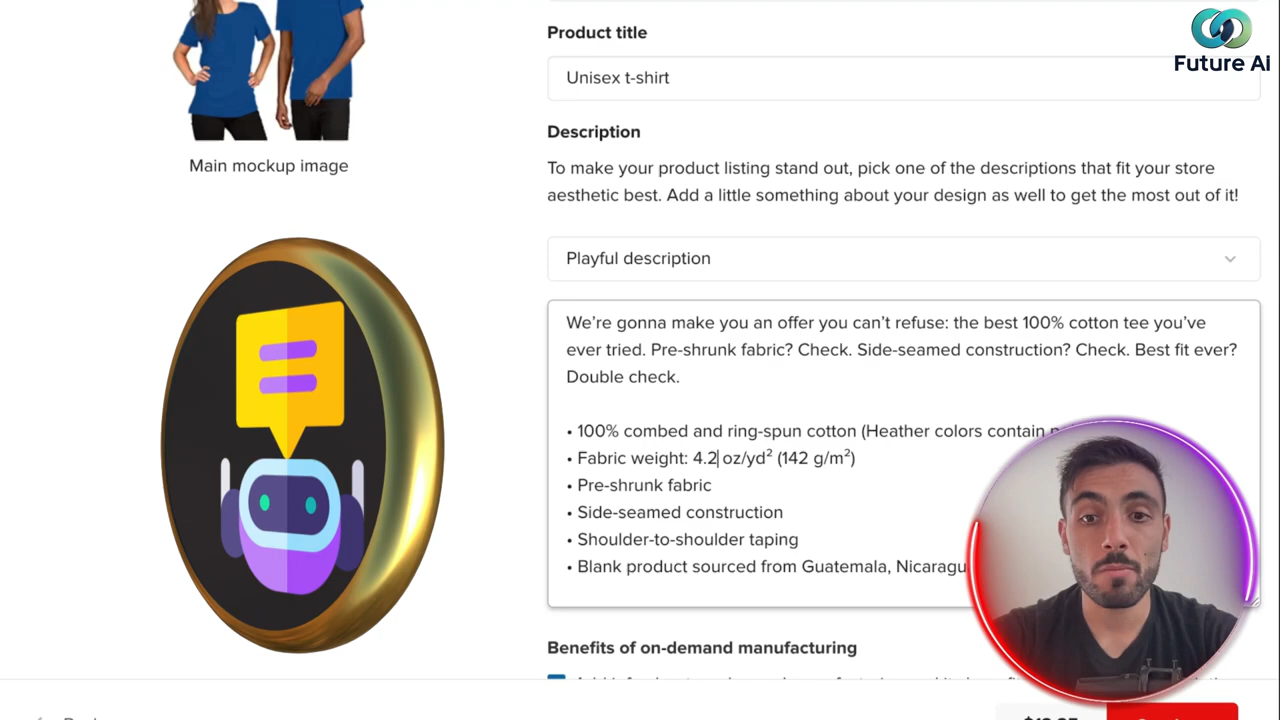 Future Ai
Product title
Unisex t-shirt
Main mockup image
Description
To make your product listing stand out, pick one of the descriptions that fit your store
aesthetic best. Add a little something about your design as well to get the most out of it!
Playful description
We're gonna make you an offer you can't refuse: the best 100% cotton tee you've
ever tried. Pre-shrunk fabric? Check. Side-seamed construction? Check. Best fit ever?
Double check.
• 100% combed and ring-spun cotton (Heather colors contain
• Fabric weight: 4.2 oz/yd² (142 g/m²)
• Pre-shrunk fabric
• Side-seamed construction
• Shoulder-to-shoulder taping
• Blank product sourced from Guatemala,
Benefits of on-demand manufacturing